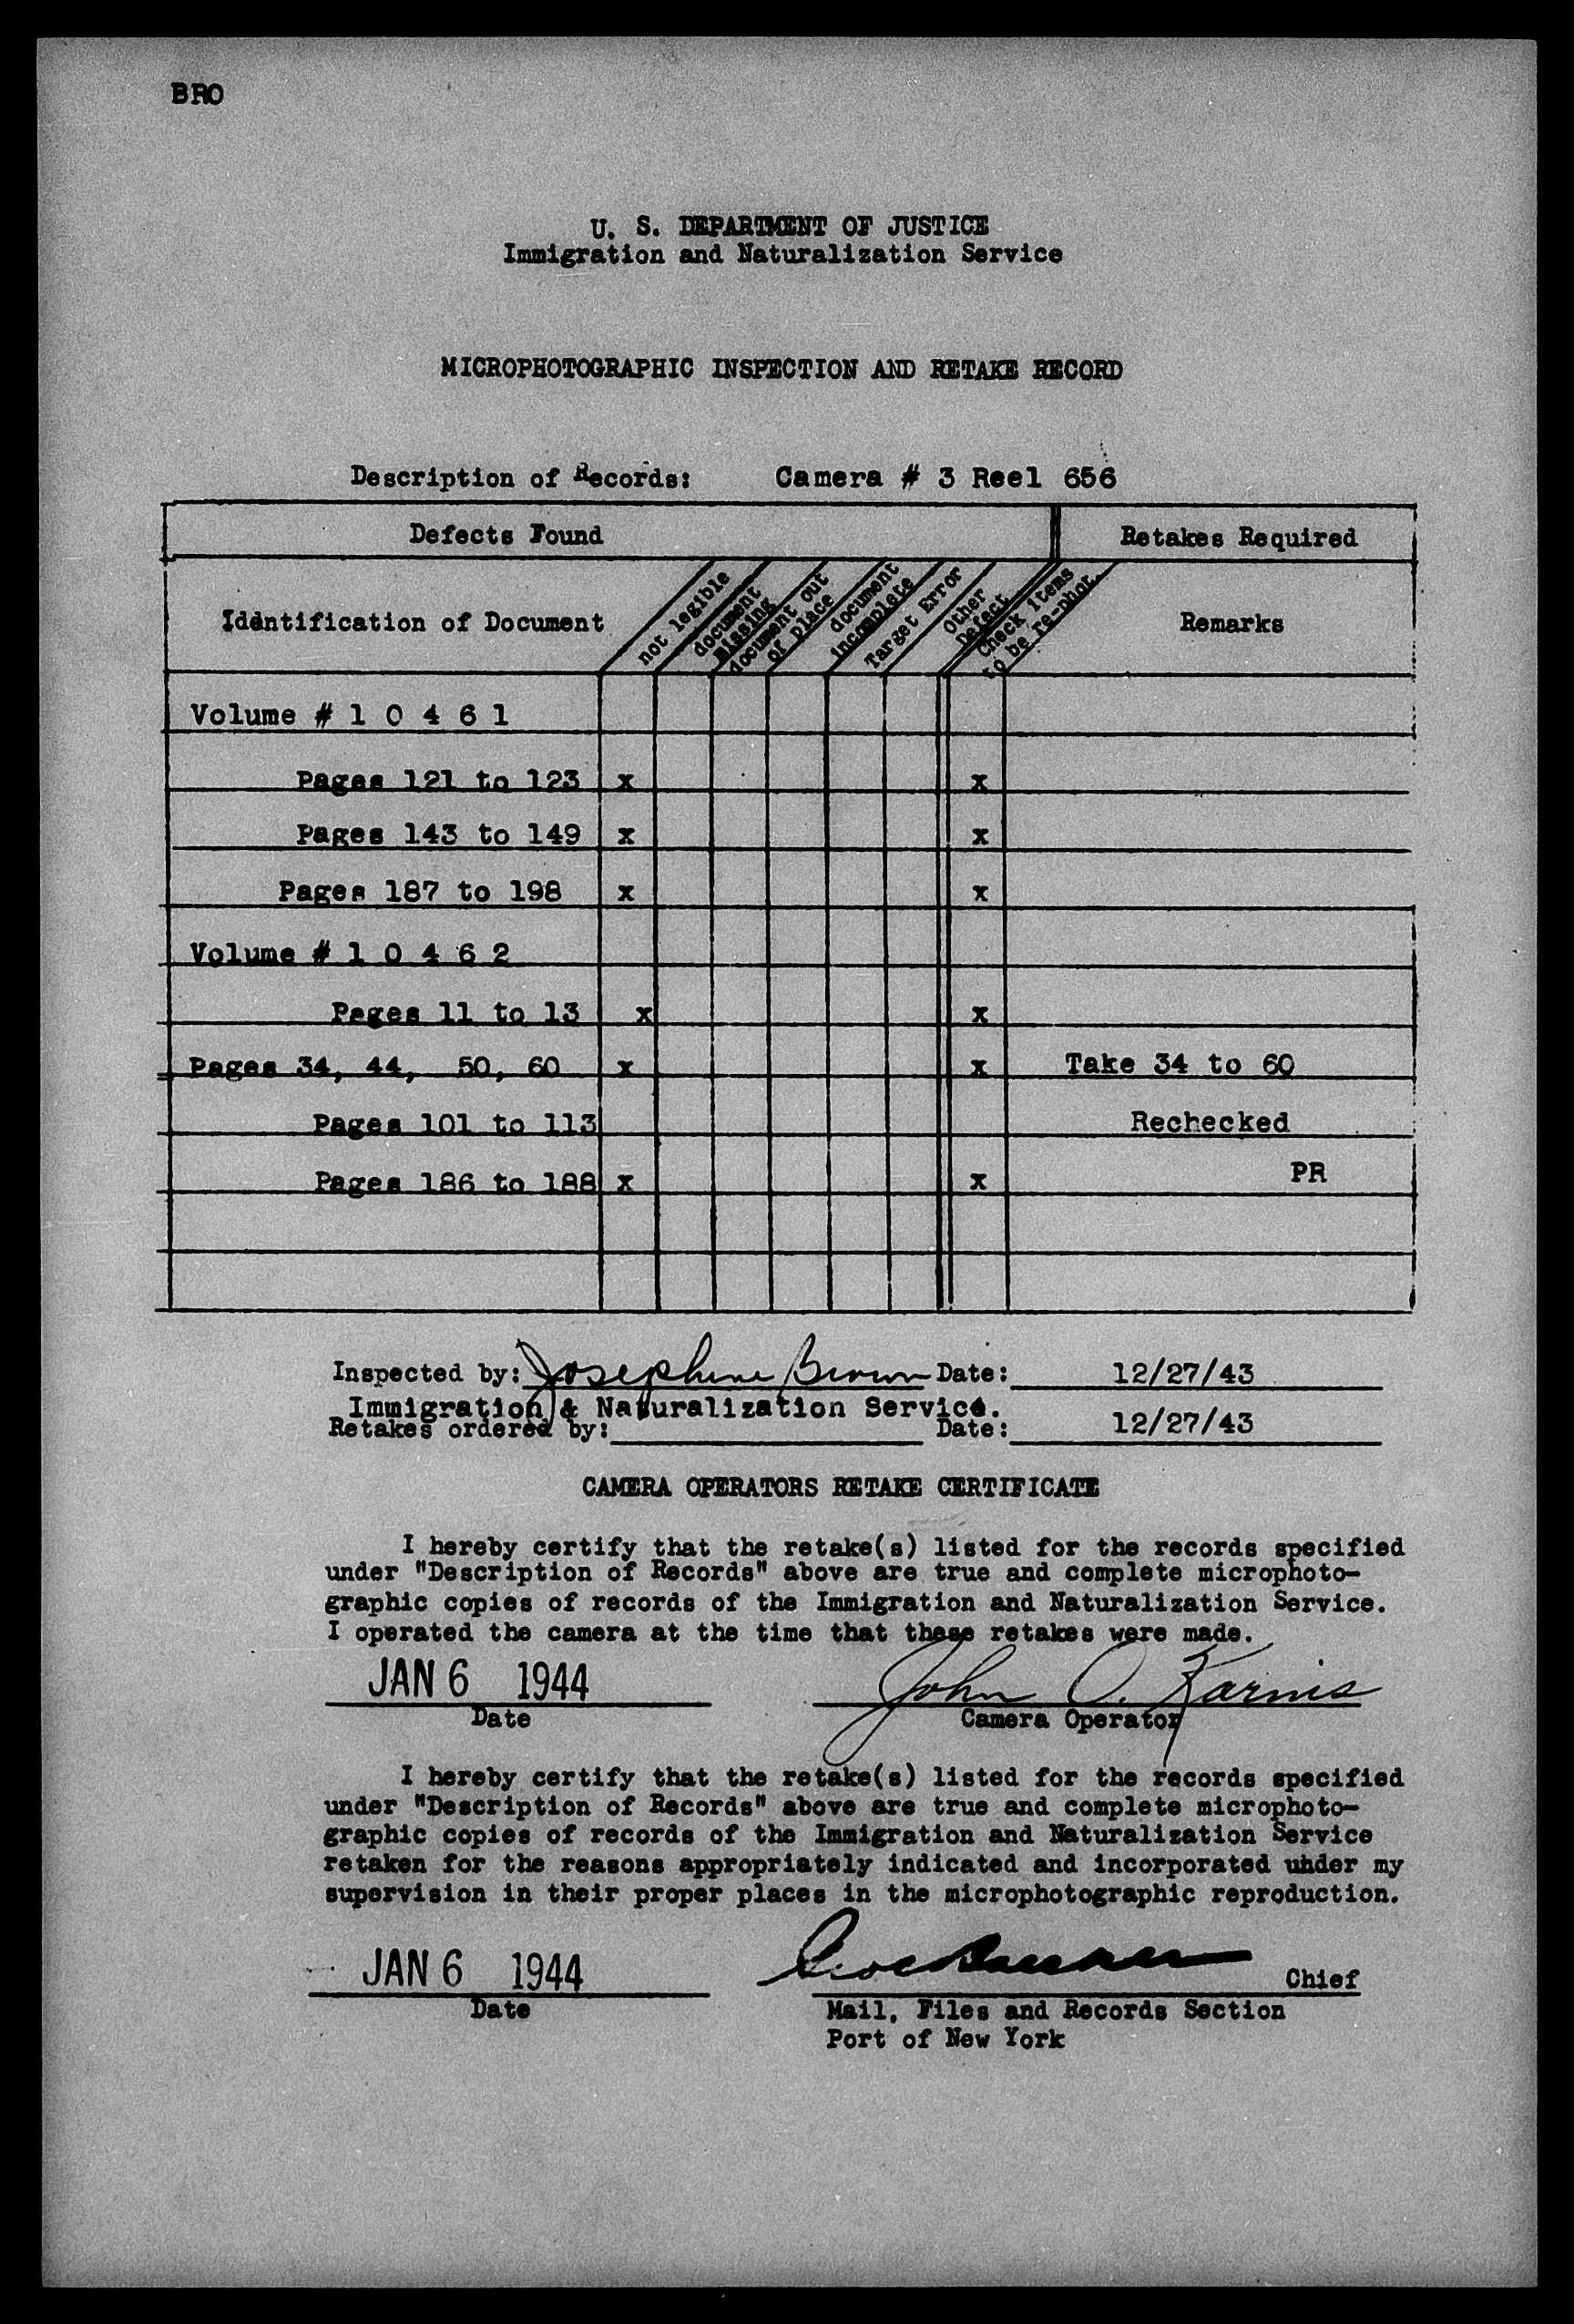 BRO
U. S. DEPARTMENT OF JUSTICE
Immigration and Naturalization Service
MICROPHOTOGRAPHIC INSPECTION AND RETAKE RECORD
Description of Records: Camera # 3 Reel 656
Defects Found Retakes Required
Identification of Document not legible document missing document out of place document incomplete Target Error Other Defect Check items to be re-phot. Remarks
Volume # 1 0 4 6 1
Pages 121 to 123 x x
Pages 143 to 149 x x
Pages 187 to 198 x x
Volume # 1 0 4 6 2
Pages 11 to 13 x x
Pages 34, 44, 50, 60 x x Take 34 to 60
Pages 101 to 113 Rechecked
Pages 186 to 188 x x PR
Inspected by: Josephine Brown Date: 12/27/43
Immigration & Naturalization Service.
Retakes ordered by: Date: 12/27/43
CAMERA OPERATORS RETAKE CERTIFICATE
I hereby certify that the retake(s) listed for the records specified
under "Description of Records" above are true and complete microphoto-
graphic copies of records of the Immigration and Naturalization Service.
I operated the camera at the time that these retakes were made.
JAN 6 1944 John O. Karnis
Date Camera Operator
I hereby certify that the retake(s) listed for the records specified
under "Description of Records" above are true and complete microphoto-
graphic copies of records of the Immigration and Naturalization Service
retaken for the reasons appropriately indicated and incorporated under my
supervision in their proper places in the microphotographic reproduction.
JAN 6 1944 Chief
Date Mail, Files and Records Section
Port of New York